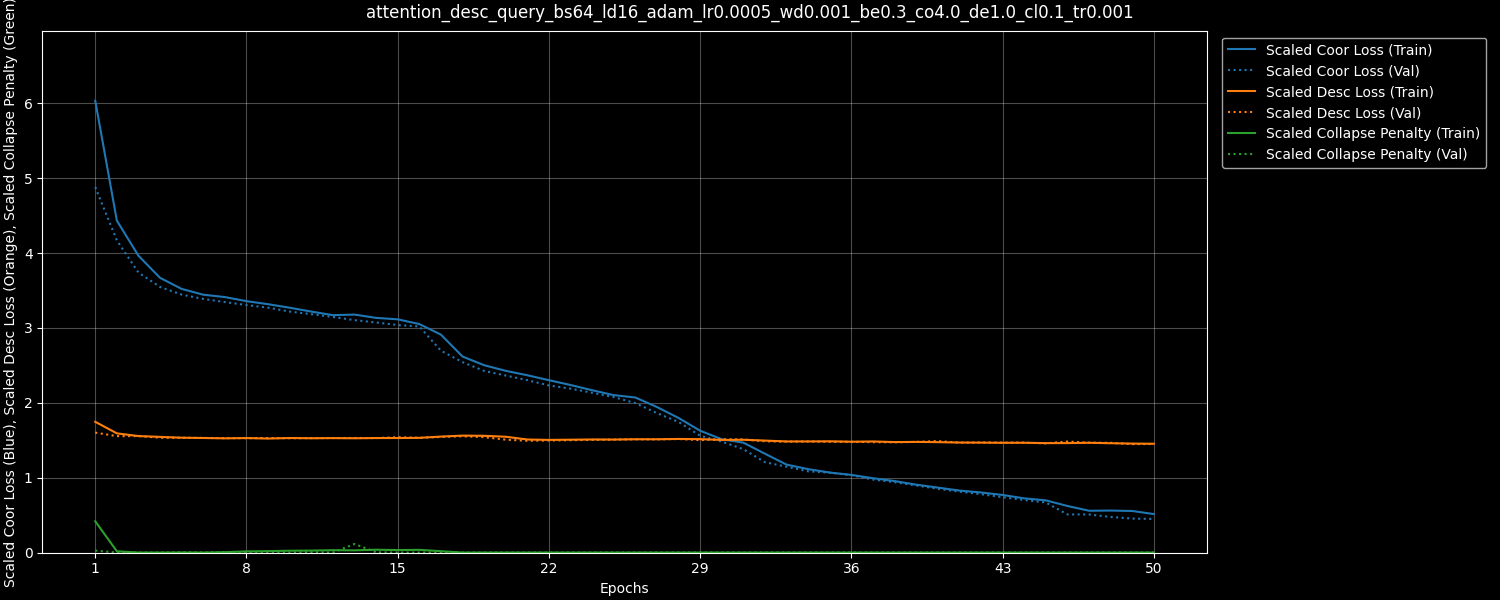 attention_desc_query_bs64_ld16_adam_lr0.0005_wd0.001_be0.3_co4.0_de1.0_cl0.1_tr0.001
Scaled Coor Loss (Blue), Scaled Desc Loss (Orange), Scaled Collapse Penalty (Green)
6
5
4
3
2
1
0
1 8 15 22 29 36 43 50
Epochs
Scaled Coor Loss (Train)
Scaled Coor Loss (Val)
Scaled Desc Loss (Train)
Scaled Desc Loss (Val)
Scaled Collapse Penalty (Train)
Scaled Collapse Penalty (Val)